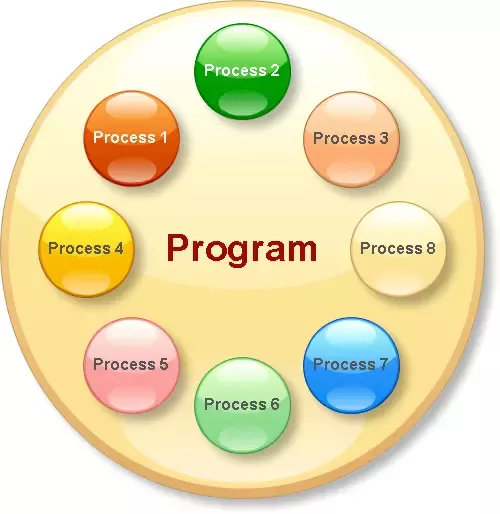 Process 2
Process 1
Process 3
Process 4
Program
Process 8
Process 5
Process 7
Process 6